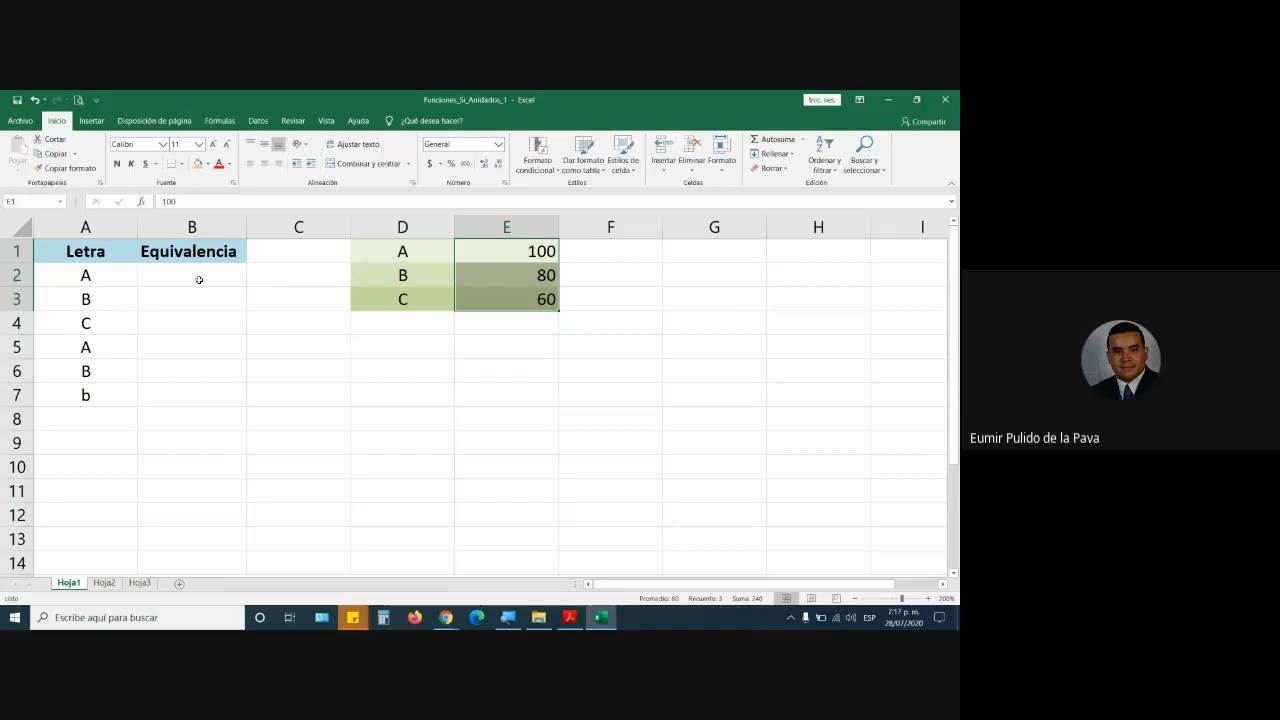 Funciones_Si_Anidados_1 - Excel
Inic. ses.
Archivo Inicio Insertar Disposición de página Fórmulas Datos Revisar Vista Ayuda ¿Qué desea hacer? Compartir
Pegar
Cortar
Copiar
Copiar formato
Portapapeles
Calibri 11
N K S
Fuente
Ajustar texto
Combinar y centrar
Alineación
General
$ % 000
Número
Formato condicional
Dar formato como tabla
Estilos de celda
Estilos
Insertar Eliminar Formato
Celdas
Autosuma
Rellenar
Borrar
Ordenar y filtrar
Buscar y seleccionar
Edición
E1 fx 100
A B C D E F G H I
1 Letra Equivalencia A 100
2 A B 80
3 B C 60
4 C
5 A
6 B
7 b
8
9
10
11
12
13
14
Hoja1 Hoja2 Hoja3
Listo Promedio: 80 Recuento: 3 Suma: 240 200%
Escribe aquí para buscar
ESP
7:17 p. m.
28/07/2020
Eumir Pulido de la Pava